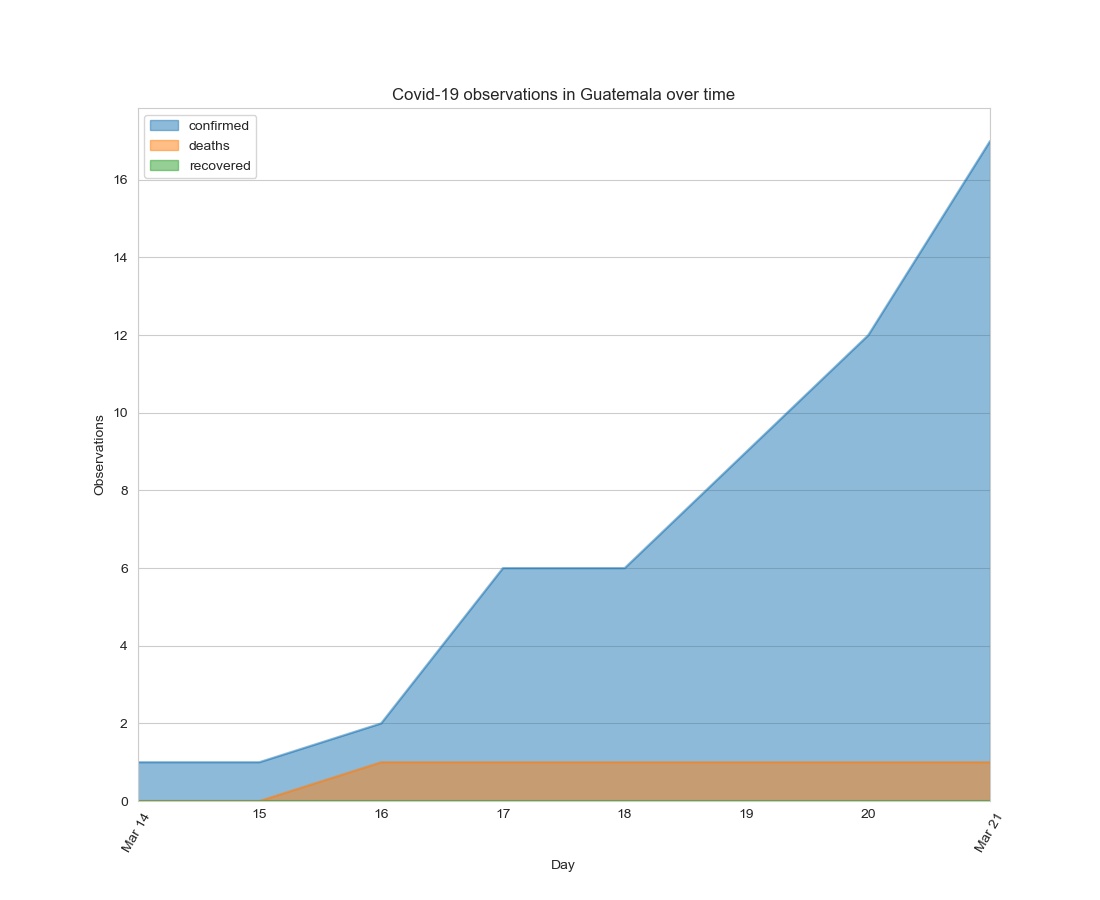 Covid-19 observations in Guatemala over time
confirmed
deaths
recovered
16
14
12
10
8
6
4
2
0
Observations
Mar 14
15
16
17
18
19
20
Mar 21
Day